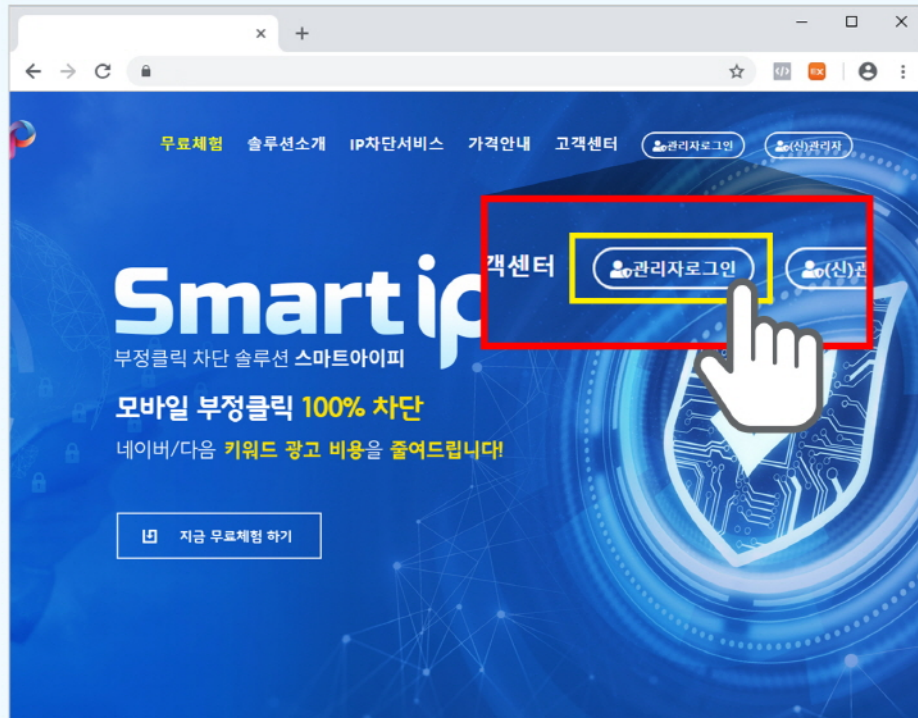 무료체험 솔루션소개 IP차단서비스 가격안내 고객센터 관리자로그인 (신)관리자
객센터 관리자로그인 (신)관
Smart ip
부정클릭 차단 솔루션 스마트아이피
모바일 부정클릭 100% 차단
네이버/다음 키워드 광고 비용을 줄여드립니다!
지금 무료체험 하기